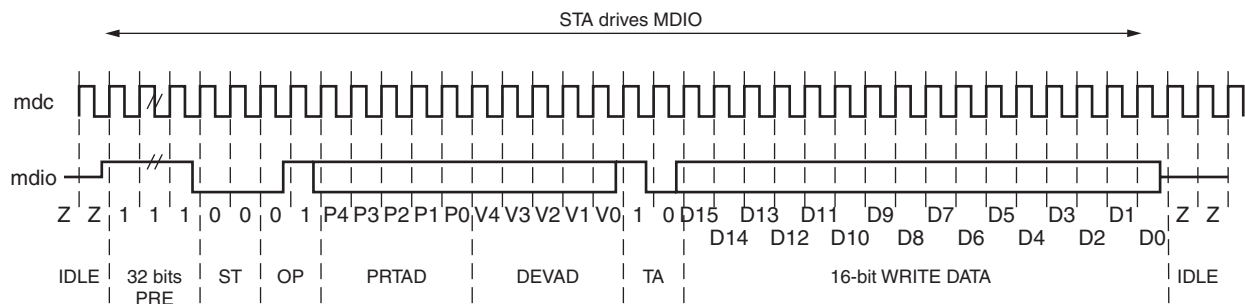 STA drives MDIO
mdc
mdio
Z Z 1 1 1 0 0 0 1 P4 P3 P2 P1 P0 V4 V3 V2 V1 V0 1 0 D15 D13 D11 D9 D7 D5 D3 D1 Z Z
D14 D12 D10 D8 D6 D4 D2 D0
IDLE 32 bits ST OP PRTAD DEVAD TA 16-bit WRITE DATA IDLE
PRE